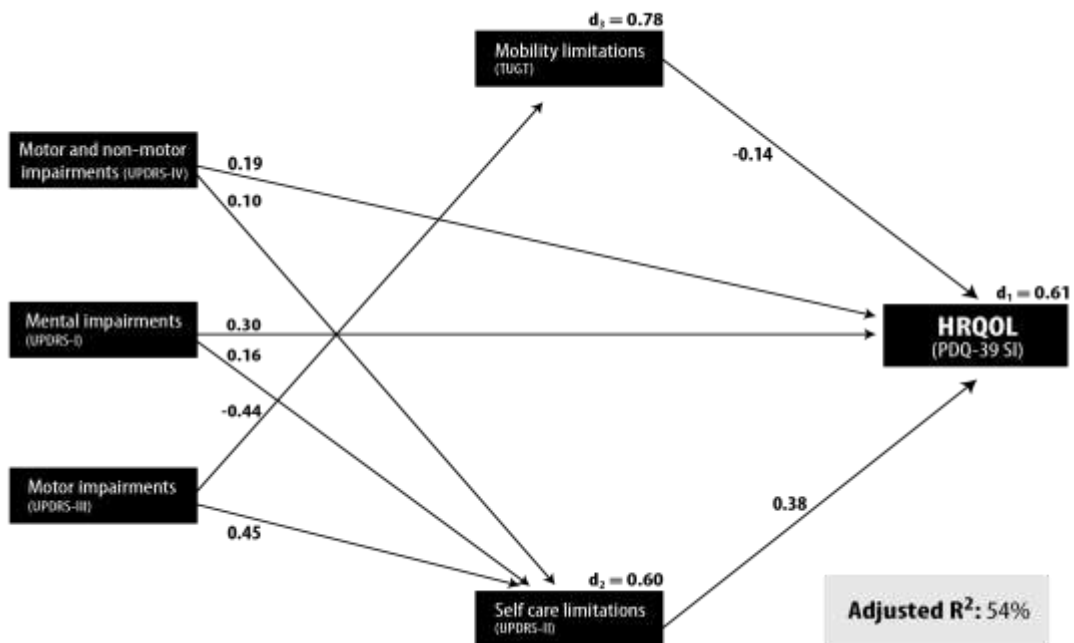 d₃ = 0.78
Mobility limitations
(TUGT)
Motor and non-motor
impairments (UPDRS-IV)
0.19
0.10
-0.14
d₁ = 0.61
Mental impairments
(UPDRS-I)
0.30
0.16
HRQOL
(PDQ-39 SI)
-0.44
Motor impairments
(UPDRS-III)
0.45
0.38
d₂ = 0.60
Self care limitations
(UPDRS-II)
Adjusted R²: 54%